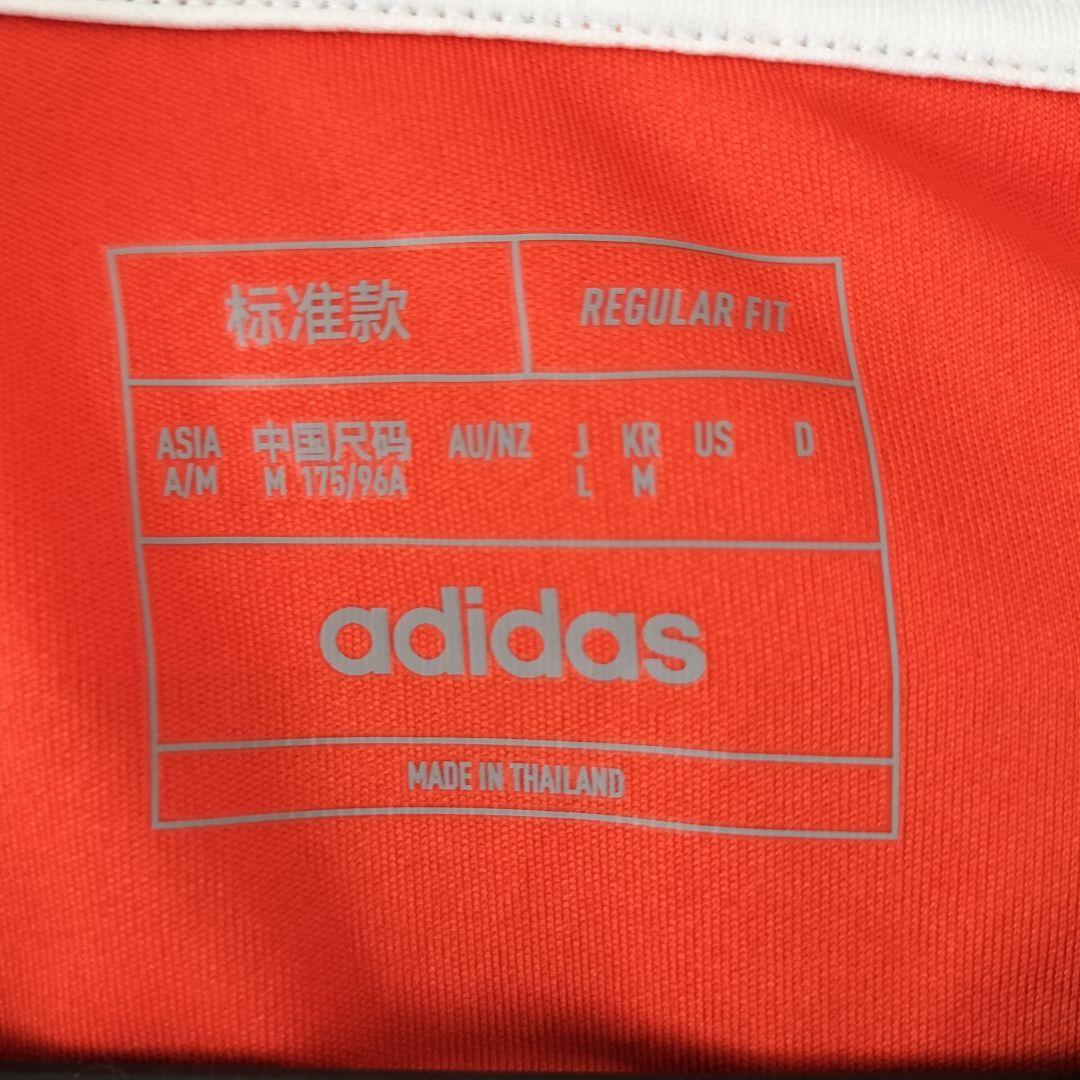 标准款 REGULAR FIT
ASIA 中国尺码 AU/NZ J KR US D
A/M M 175/96A L M
adidas
MADE IN THAILAND